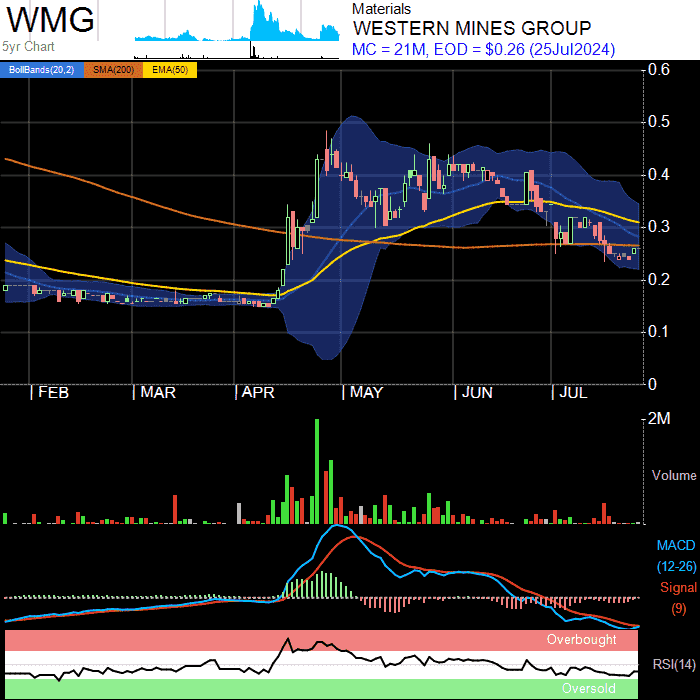 WMG
5yr Chart
Materials
WESTERN MINES GROUP
MC = 21M, EOD = $0.26 (25Jul2024)
BollBands(20,2) SMA(200) EMA(50)
0.6
0.5
0.4
0.3
0.2
0.1
0
FEB MAR APR MAY JUN JUL
2M
Volume
MACD
(12-26)
Signal
(9)
Overbought
RSI(14)
Oversold